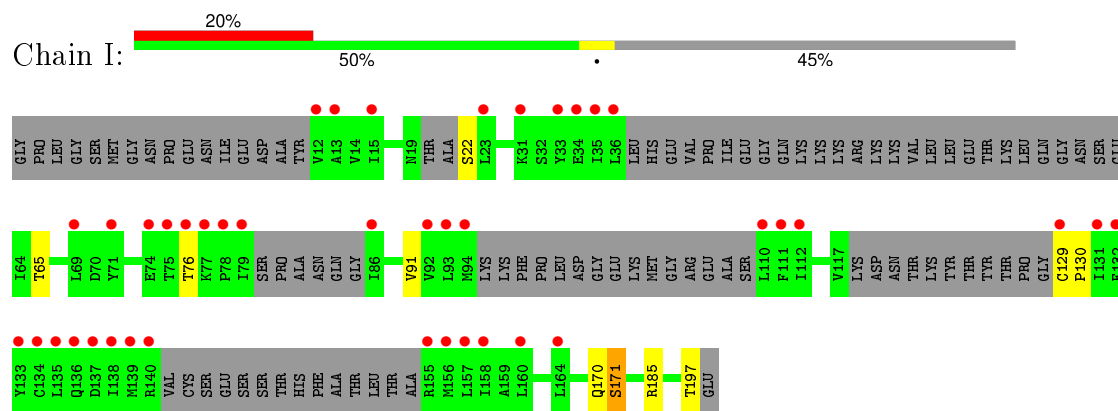 20%
Chain I:
50% • 45%
GLY PRO LEU GLY SER MET GLY ASN PRO GLU ASN ILE GLU ASP ALA TYR V12 A13 V14 I15 N19 THR ALA S22 L23 K31 S32 Y33 E34 I35 L36 LEU HIS GLU VAL PRO ILE GLU GLY GLN LYS LYS LYS ARG LYS LYS VAL LEU LEU GLU THR LYS LEU GLN GLY ASN SER GLU
I64 T65 L69 D70 Y71 E74 T75 T76 K77 P78 I79 SER PRO ALA ASN GLN GLY I86 V91 V92 L93 M94 LYS LYS PHE PRO LEU ASP GLY GLU LYS MET GLY ARG GLU ALA SER L110 F111 I112 V117 LYS ASP ASN THR LYS TYR THR TYR THR PRO GLY C129 P130 I131
Y133 C134 L135 Q136 D137 I138 M139 R140 VAL CYS SER GLU SER SER THR HIS PHE ALA THR LEU THR ALA R155 M156 L157 I158 A159 L160 L164 Q170 S171 R185 T197 GLU